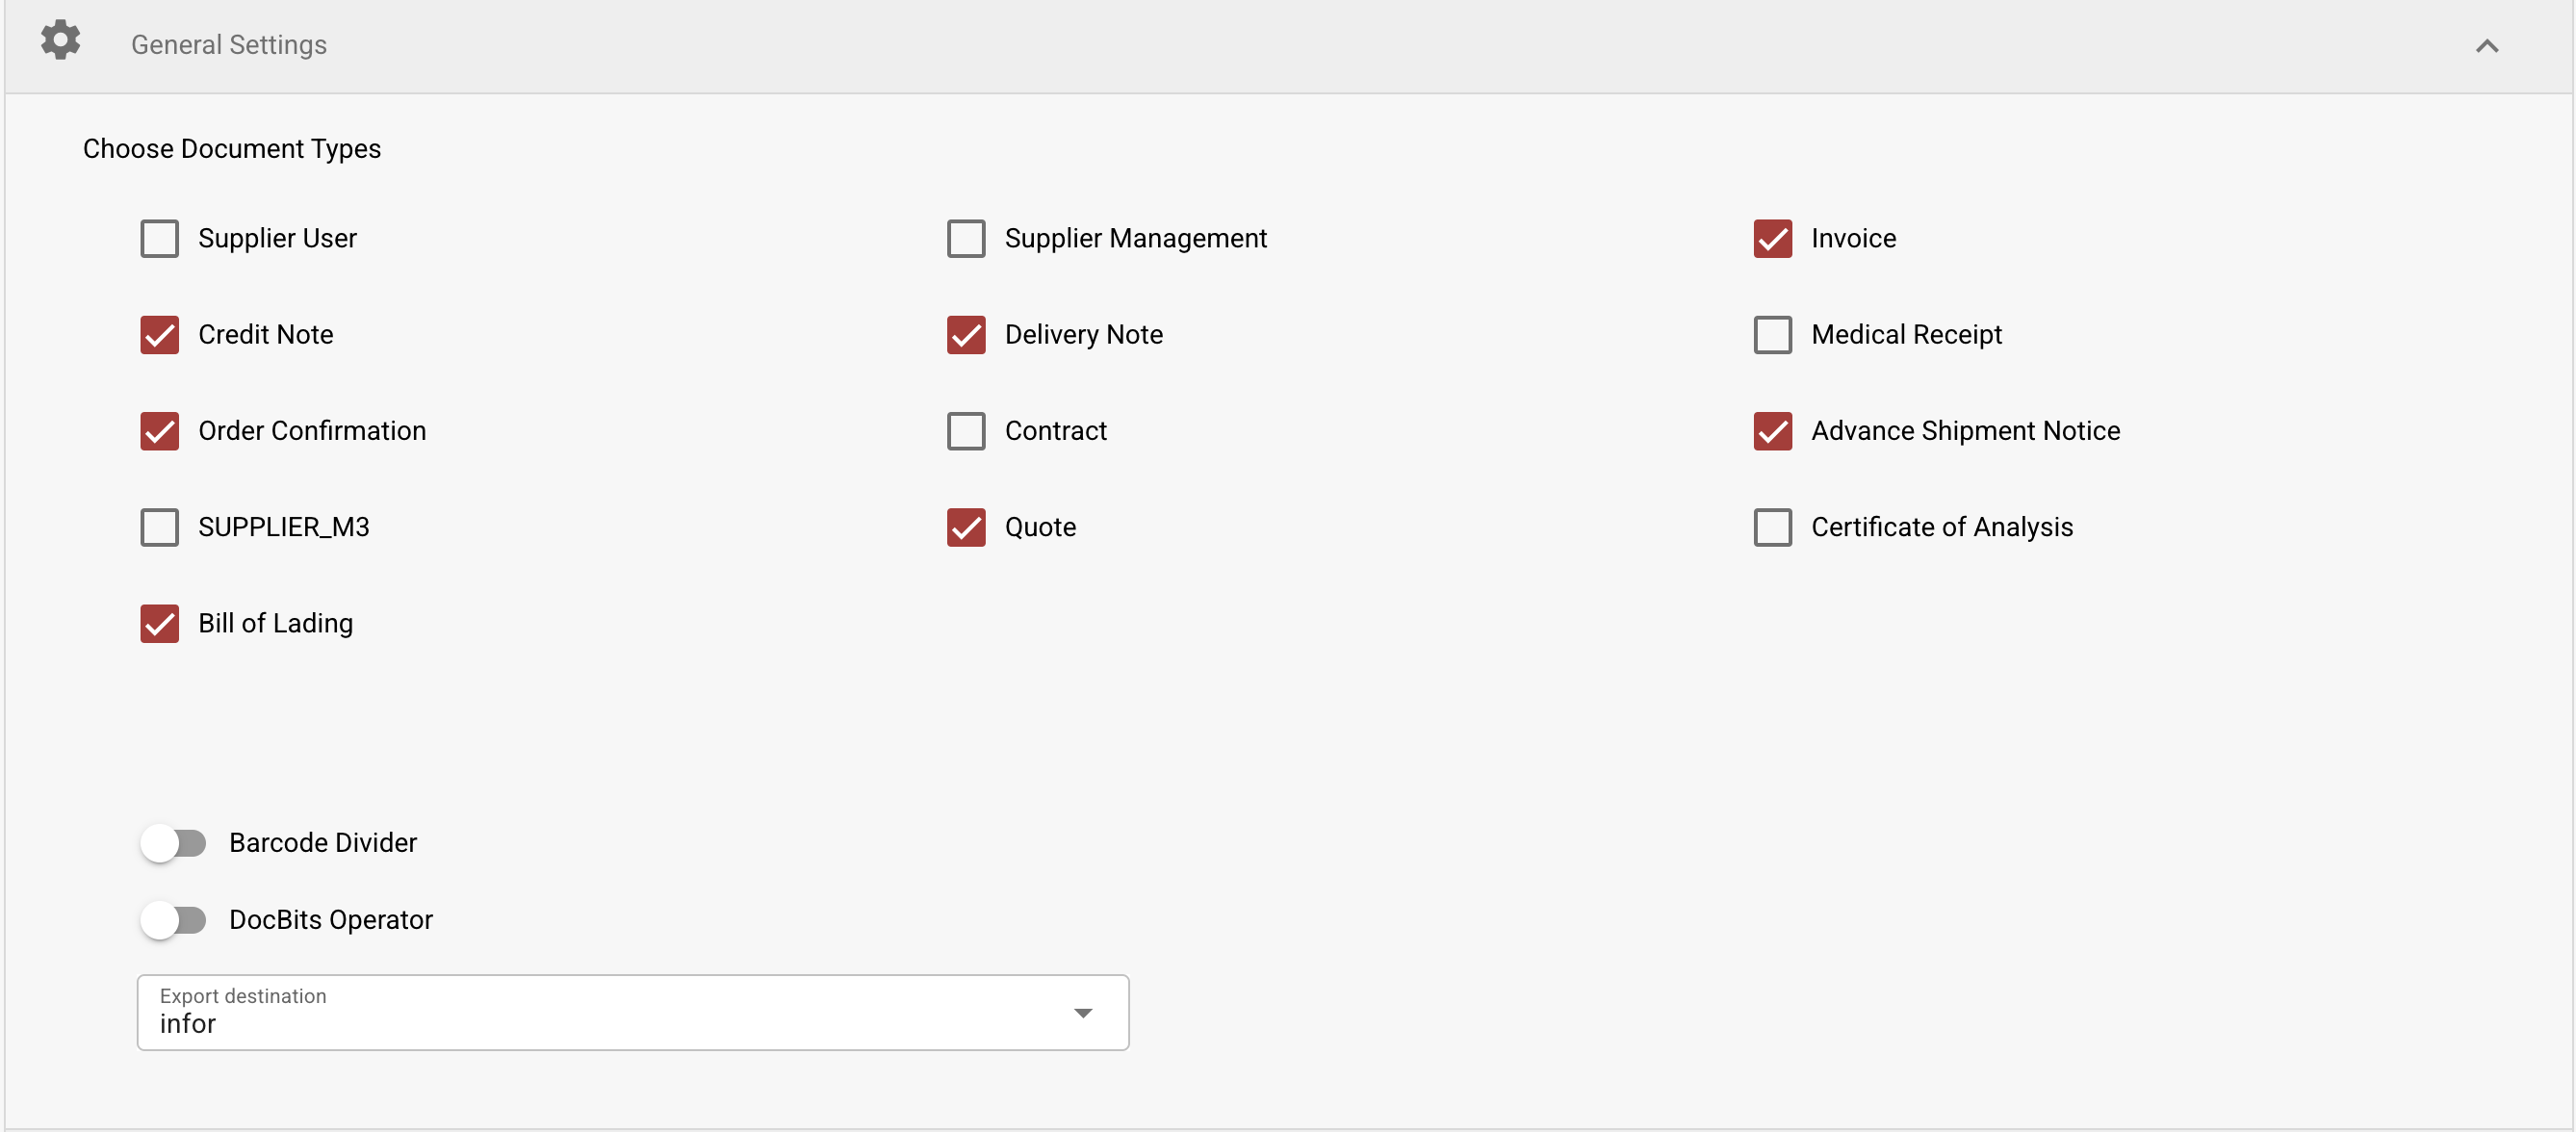 General Settings
Choose Document Types
Supplier User
Supplier Management
Invoice
Credit Note
Delivery Note
Medical Receipt
Order Confirmation
Contract
Advance Shipment Notice
SUPPLIER_M3
Quote
Certificate of Analysis
Bill of Lading
Barcode Divider
DocBits Operator
Export destination
infor